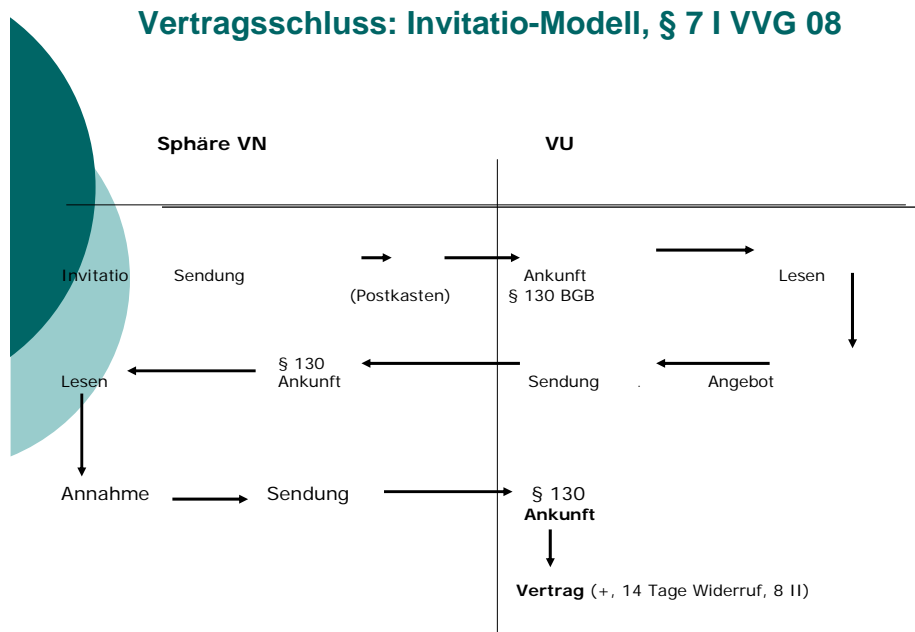 Vertragsschluss: Invitatio-Modell, § 7 I VVG 08
Sphäre VN VU
Invitatio Sendung Ankunft Lesen
(Postkasten) § 130 BGB
§ 130
Lesen Ankunft Sendung . Angebot
Annahme Sendung § 130
Ankunft
Vertrag (+, 14 Tage Widerruf, 8 II)